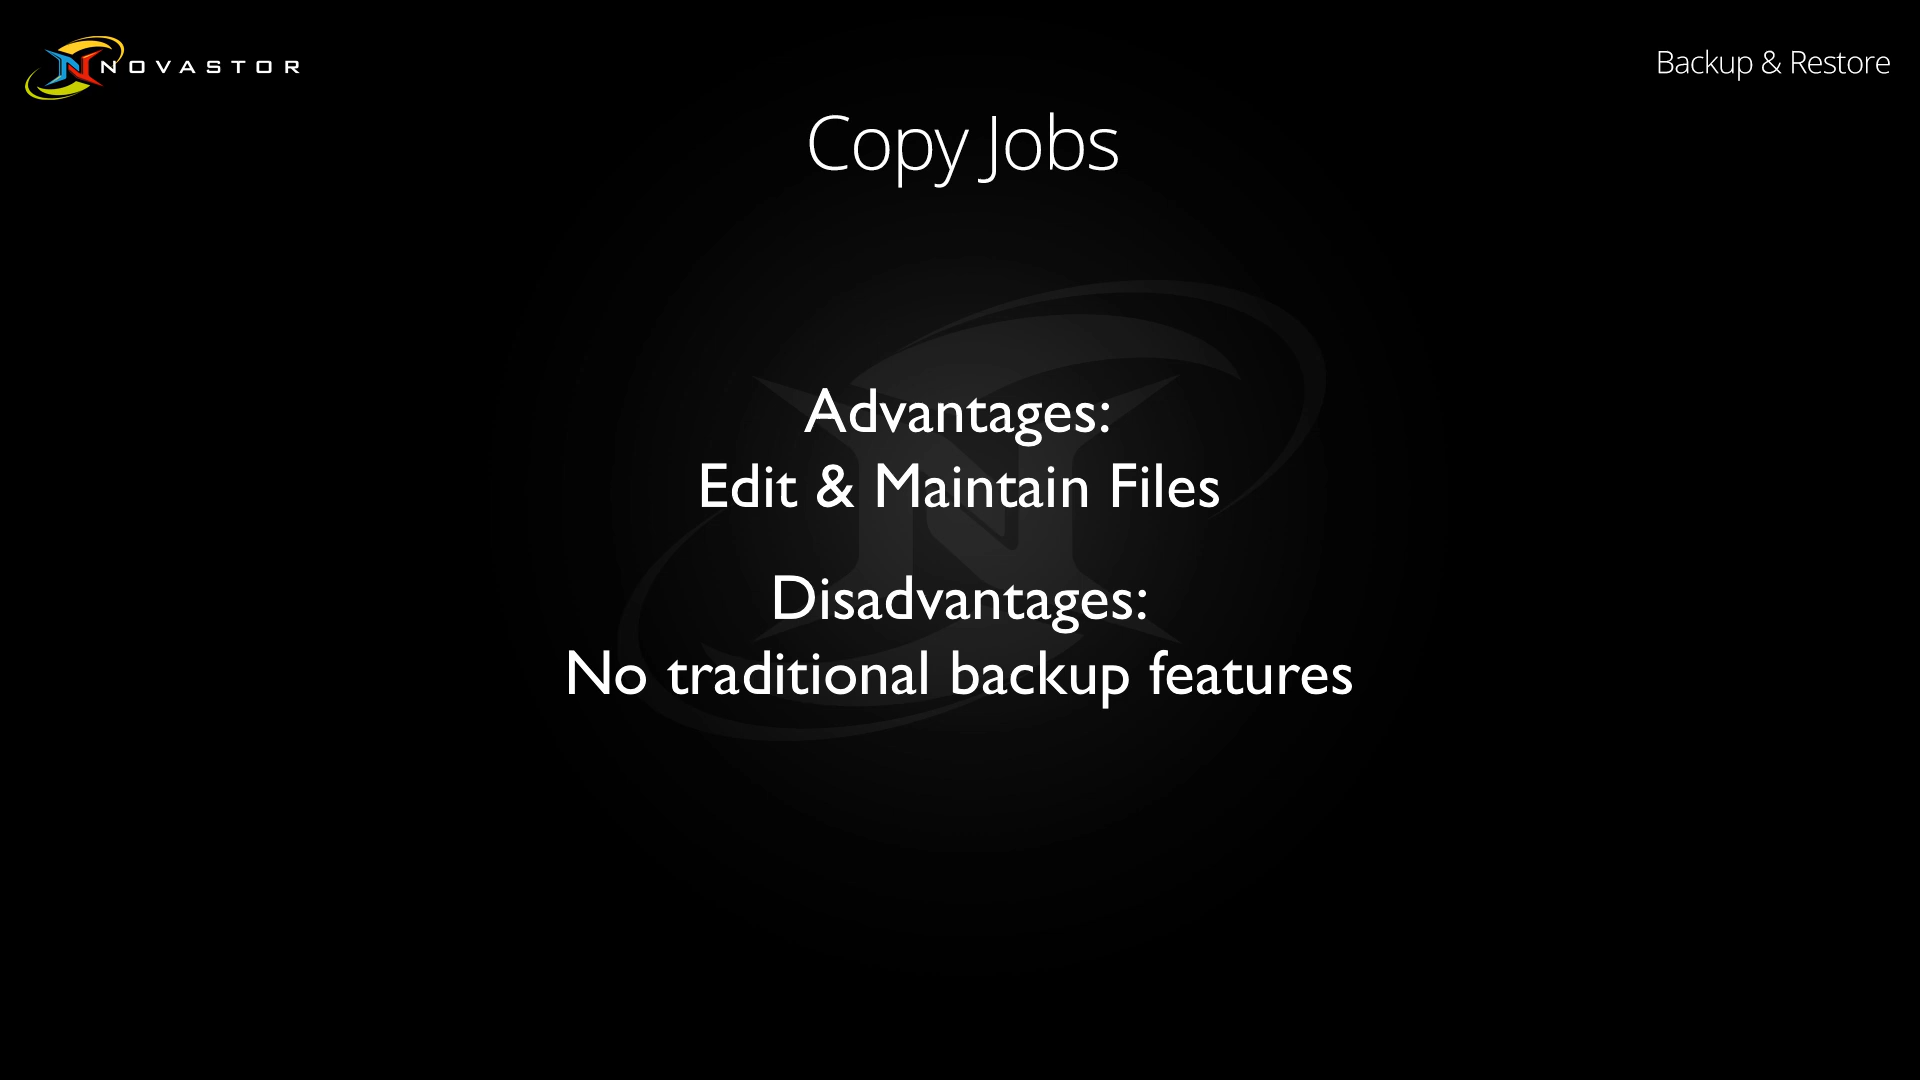 NOVASTOR
Backup & Restore
Copy Jobs
Advantages:
Edit & Maintain Files
Disadvantages:
No traditional backup features